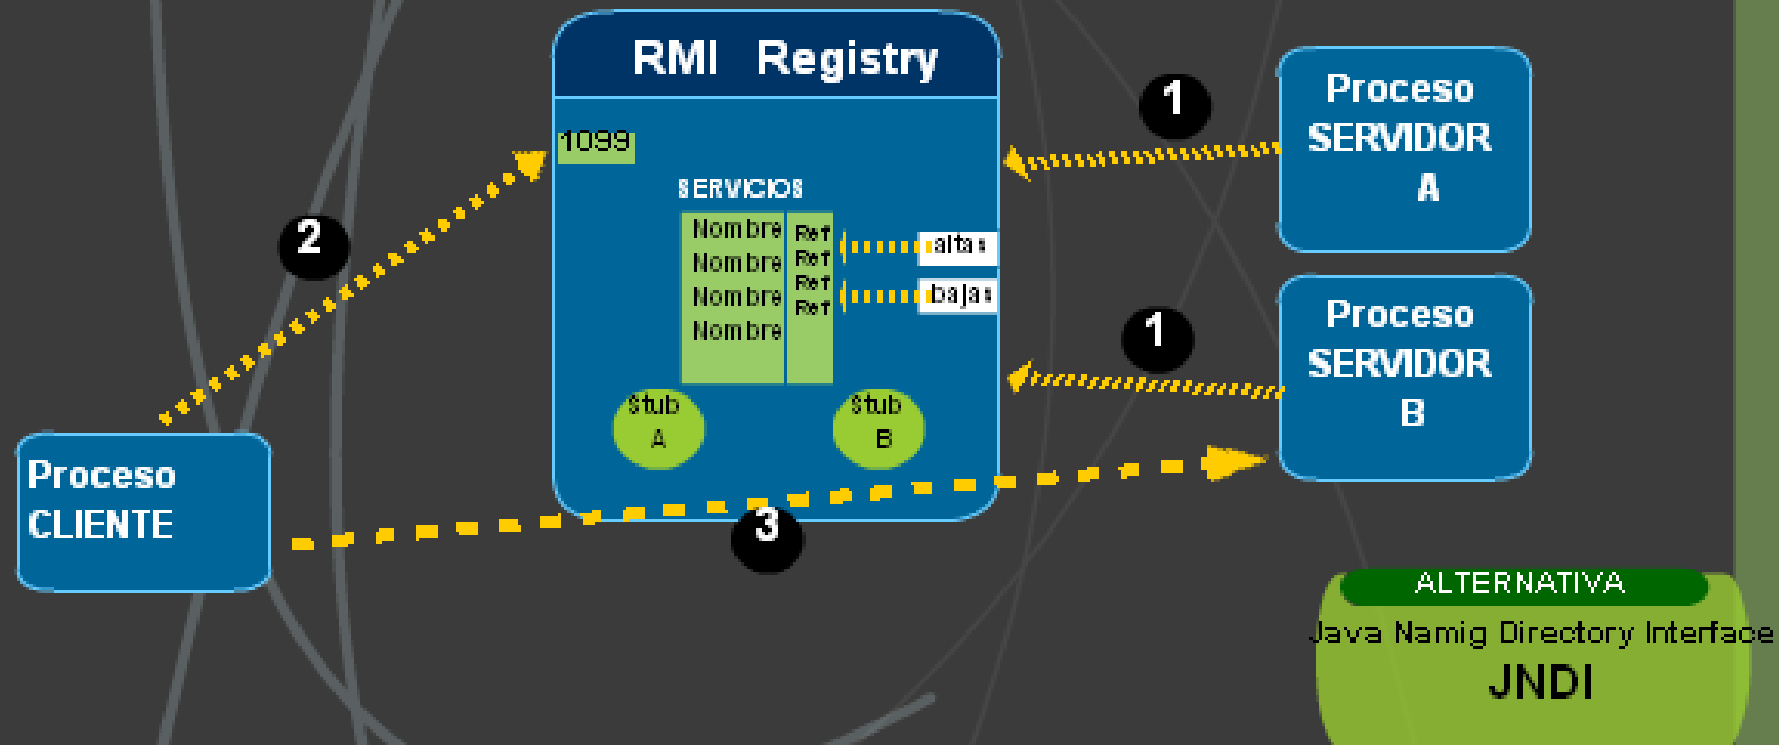 RMI Registry
1099
SERVICIOS
Nombre Ref
Nombre Ref
Nombre Ref
Nombre Ref
altas
bajas
stub
A
stub
B
1
Proceso
SERVIDOR
A
1
Proceso
SERVIDOR
B
2
Proceso
CLIENTE
3
ALTERNATIVA
Java Namig Directory Interface
JNDI